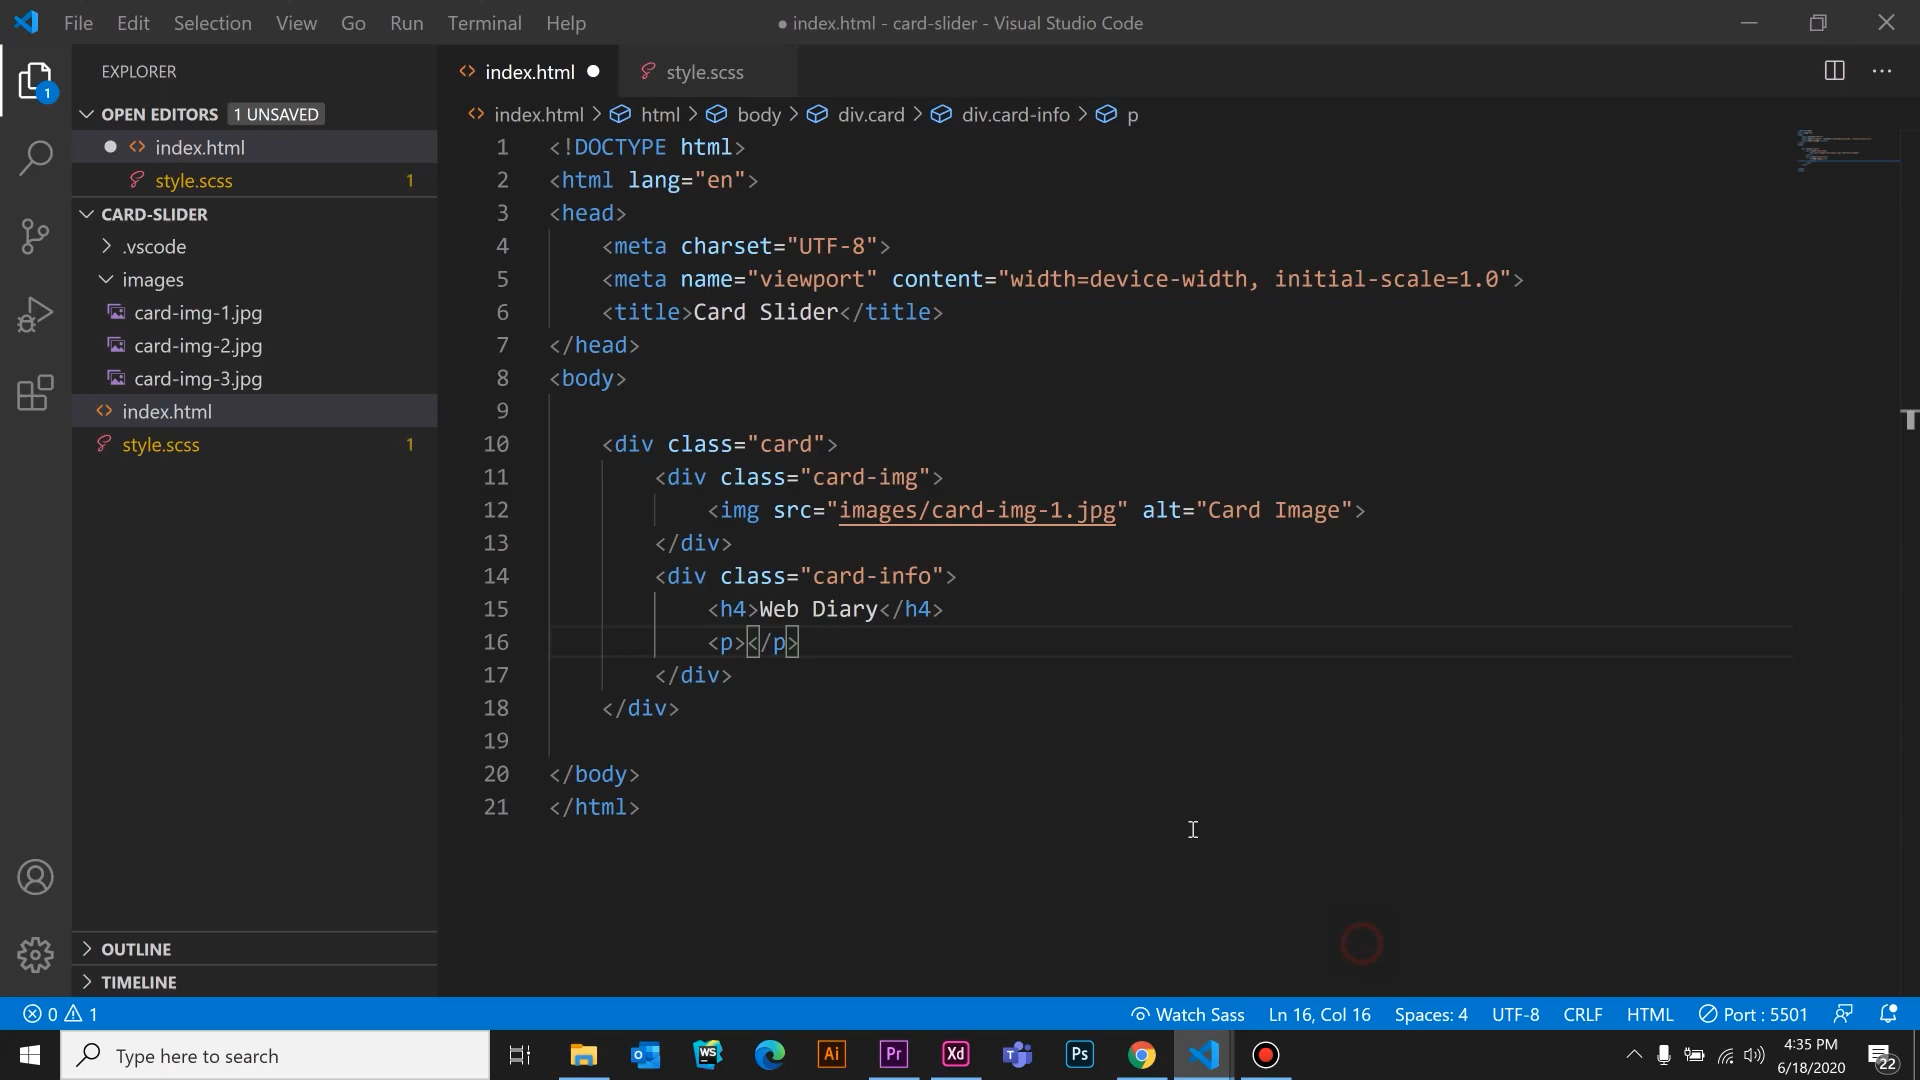 File Edit Selection View Go Run Terminal Help
● index.html - card-slider - Visual Studio Code
EXPLORER
OPEN EDITORS 1 UNSAVED
index.html
style.scss 1
CARD-SLIDER
.vscode
images
card-img-1.jpg
card-img-2.jpg
card-img-3.jpg
index.html
style.scss 1
OUTLINE
TIMELINE
1
index.html ● style.scss
index.html > html > body > div.card > div.card-info > p
1 <!DOCTYPE html>
2 <html lang="en">
3 <head>
4 <meta charset="UTF-8">
5 <meta name="viewport" content="width=device-width, initial-scale=1.0">
6 <title>Card Slider</title>
7 </head>
8 <body>
9
10 <div class="card">
11 <div class="card-img">
12 <img src="images/card-img-1.jpg" alt="Card Image">
13 </div>
14 <div class="card-info">
15 <h4>Web Diary</h4>
16 <p></p>
17 </div>
18 </div>
19
20 </body>
21 </html>
0 1 Watch Sass Ln 16, Col 16 Spaces: 4 UTF-8 CRLF HTML Port : 5501
Type here to search
WS Ai Pr Xd Ps
4:35 PM
6/18/2020
22